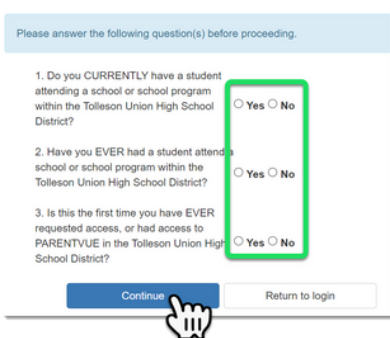 Please answer the following question(s) before proceeding.
1. Do you CURRENTLY have a student
attending a school or school program
within the Tolleson Union High School
District?
Yes No
2. Have you EVER had a student attend a
school or school program within the
Tolleson Union High School District?
Yes No
3. Is this the first time you have EVER
requested access, or had access to
PARENTVUE in the Tolleson Union High
School District?
Yes No
Continue
Return to login